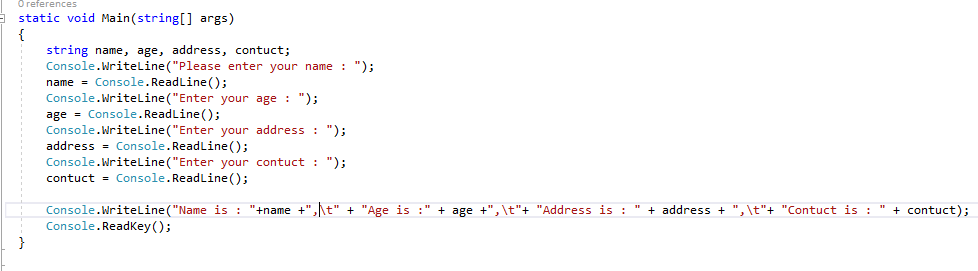 0 references
static void Main(string[] args)
{
string name, age, address, contuct;
Console.WriteLine("Please enter your name : ");
name = Console.ReadLine();
Console.WriteLine("Enter your age : ");
age = Console.ReadLine();
Console.WriteLine("Enter your address : ");
address = Console.ReadLine();
Console.WriteLine("Enter your contuct : ");
contuct = Console.ReadLine();
Console.WriteLine("Name is : "+name +",\t" + "Age is :" + age +",\t"+ "Address is : " + address + ",\t"+ "Contuct is : " + contuct);
Console.ReadKey();
}